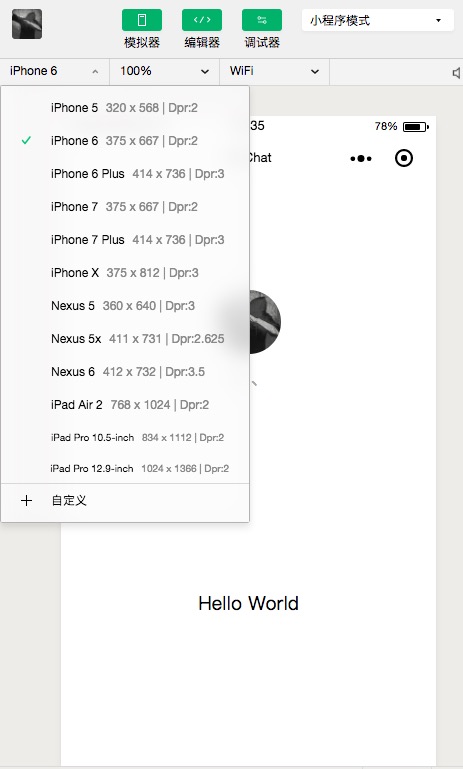 模拟器 编辑器 调试器 小程序模式
iPhone 6 100% WiFi
iPhone 5 320 x 568 | Dpr:2
35 78%
iPhone 6 375 x 667 | Dpr:2
Chat
iPhone 6 Plus 414 x 736 | Dpr:3
iPhone 7 375 x 667 | Dpr:2
iPhone 7 Plus 414 x 736 | Dpr:3
iPhone X 375 x 812 | Dpr:3
Nexus 5 360 x 640 | Dpr:3
Nexus 5x 411 x 731 | Dpr:2.625
Nexus 6 412 x 732 | Dpr:3.5
iPad Air 2 768 x 1024 | Dpr:2
iPad Pro 10.5-inch 834 x 1112 | Dpr:2
iPad Pro 12.9-inch 1024 x 1366 | Dpr:2
自定义
Hello World